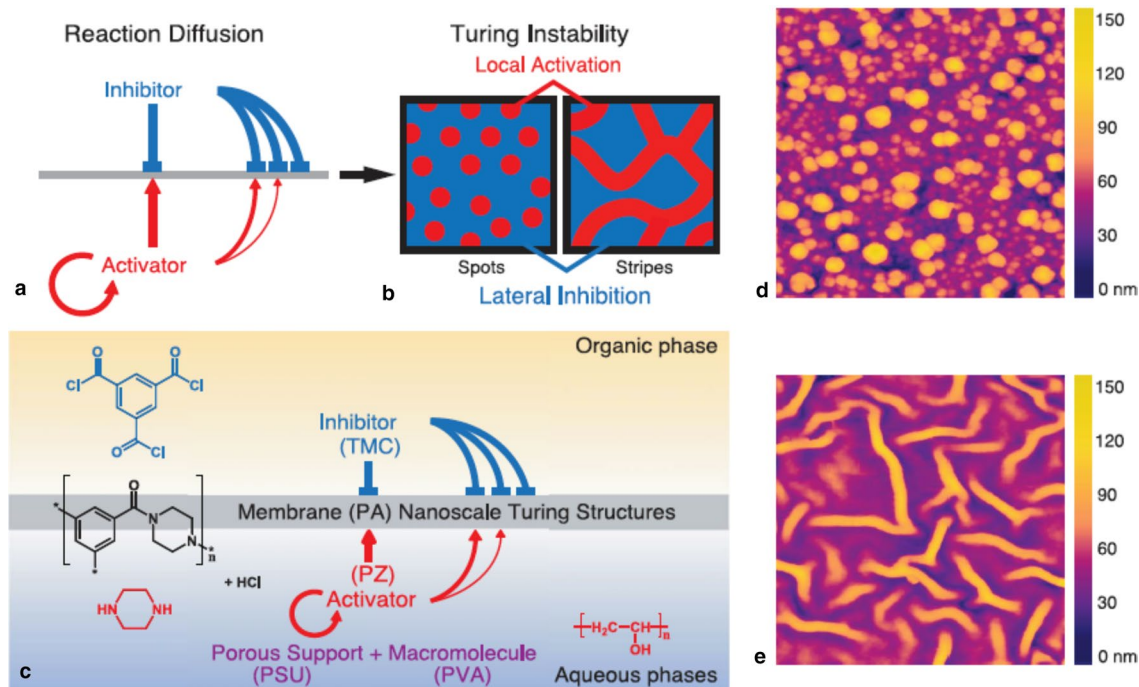 Reaction Diffusion
Inhibitor
Activator
a
Turing Instability
Local Activation
Spots
Stripes
Lateral Inhibition
b
150
120
90
60
30
0 nm
d
Organic phase
O
O
Cl
Cl
O
Cl
Inhibitor
(TMC)
Membrane (PA) Nanoscale Turing Structures
O
N
N
*
*
n
*
+ HCl
HN
NH
(PZ)
Activator
H₂C
CH
n
OH
Porous Support + Macromolecule
(PSU)
(PVA)
Aqueous phases
c
150
120
90
60
30
0 nm
e